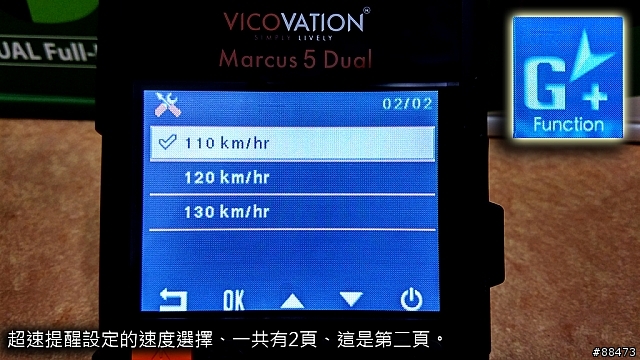 VICOVATION®
SIMPLY LIVELY
Marcus 5 Dual
UAL Full-
G+
Function
02/02
110 km/hr
120 km/hr
130 km/hr
OK
超速提醒設定的速度選擇、一共有2頁、這是第二頁。
#88473